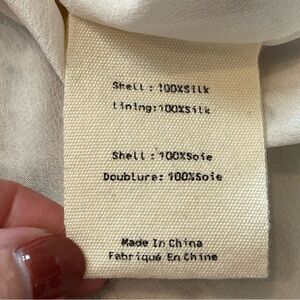 Shell: 100%Silk
Lining:100%Silk
Shell: 100%Soie
Doublure: 100%Soie
Made In China
Fabriqué En Chine